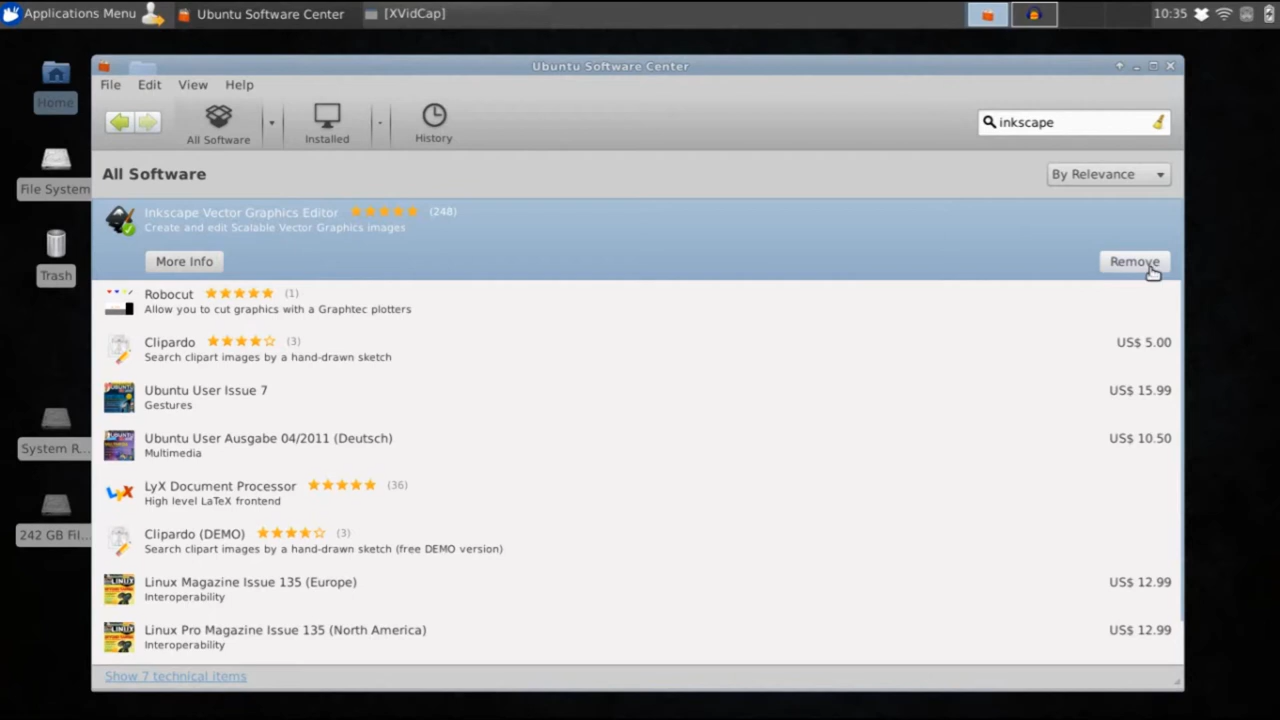 Applications Menu
Ubuntu Software Center
[XVidCap]
10:35
Home
File System
Trash
System R...
242 GB Fil...
Ubuntu Software Center
File
Edit
View
Help
All Software
Installed
History
inkscape
All Software
By Relevance
Inkscape Vector Graphics Editor (248)
Create and edit Scalable Vector Graphics images
More Info
Remove
Robocut (1)
Allow you to cut graphics with a Graphtec plotters
Clipardo (3)
US$ 5.00
Search clipart images by a hand-drawn sketch
Ubuntu User Issue 7
US$ 15.99
Gestures
Ubuntu User Ausgabe 04/2011 (Deutsch)
US$ 10.50
Multimedia
LyX Document Processor (36)
High level LaTeX frontend
Clipardo (DEMO) (3)
Search clipart images by a hand-drawn sketch (free DEMO version)
Linux Magazine Issue 135 (Europe)
US$ 12.99
Interoperability
Linux Pro Magazine Issue 135 (North America)
US$ 12.99
Interoperability
Show 7 technical items